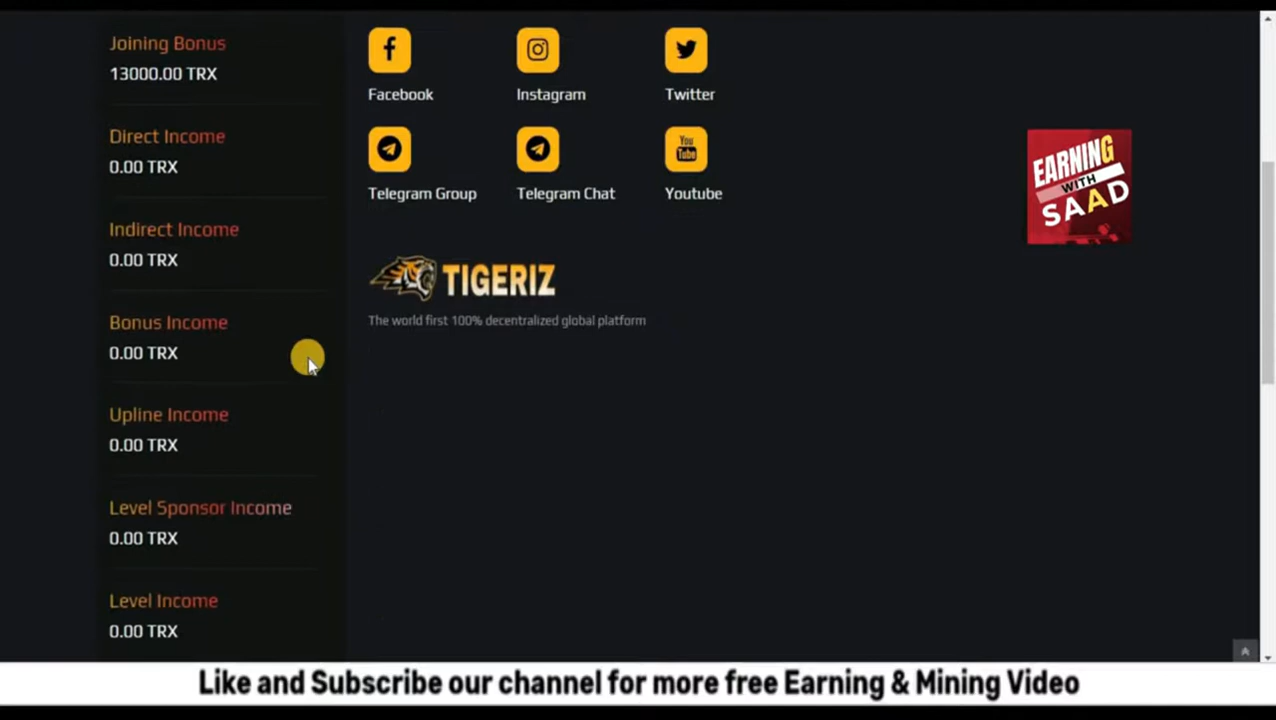 Joining Bonus
13000.00 TRX
Direct Income
0.00 TRX
Indirect Income
0.00 TRX
Bonus Income
0.00 TRX
Upline Income
0.00 TRX
Level Sponsor Income
0.00 TRX
Level Income
0.00 TRX
Facebook
Instagram
Twitter
You
Tube
Telegram Group
Telegram Chat
Youtube
TIGERIZ
The world first 100% decentralized global platform
EARNING
WITH
SAAD
Like and Subscribe our channel for more free Earning & Mining Video